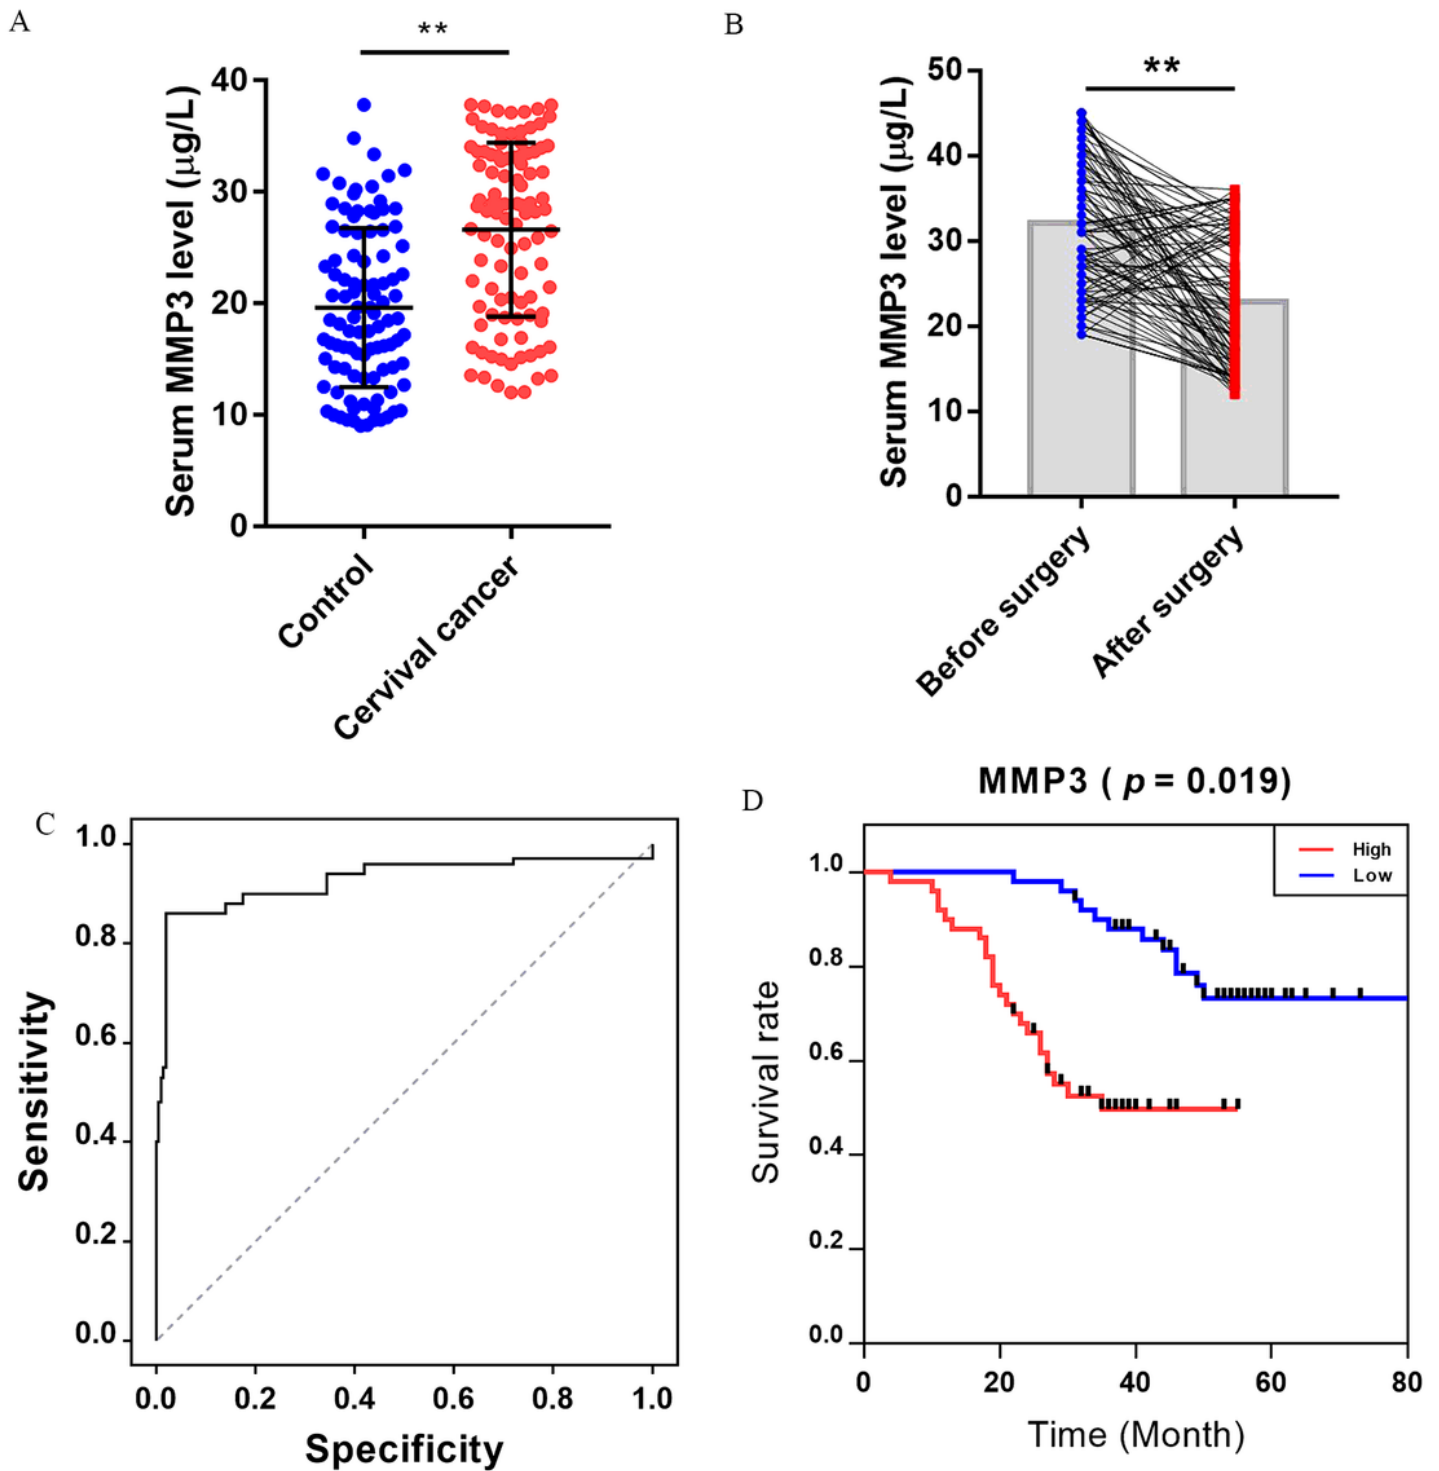 A
**
Serum MMP3 level (μg/L)
40
30
20
10
0
Control
Cervival cancer
B
**
Serum MMP3 level (μg/L)
50
40
30
20
10
0
Before surgery
After surgery
C
Sensitivity
1.0
0.8
0.6
0.4
0.2
0.0
0.0 0.2 0.4 0.6 0.8 1.0
Specificity
D
MMP3 ( p = 0.019)
High
Low
Survival rate
1.0
0.8
0.6
0.4
0.2
0.0
0 20 40 60 80
Time (Month)